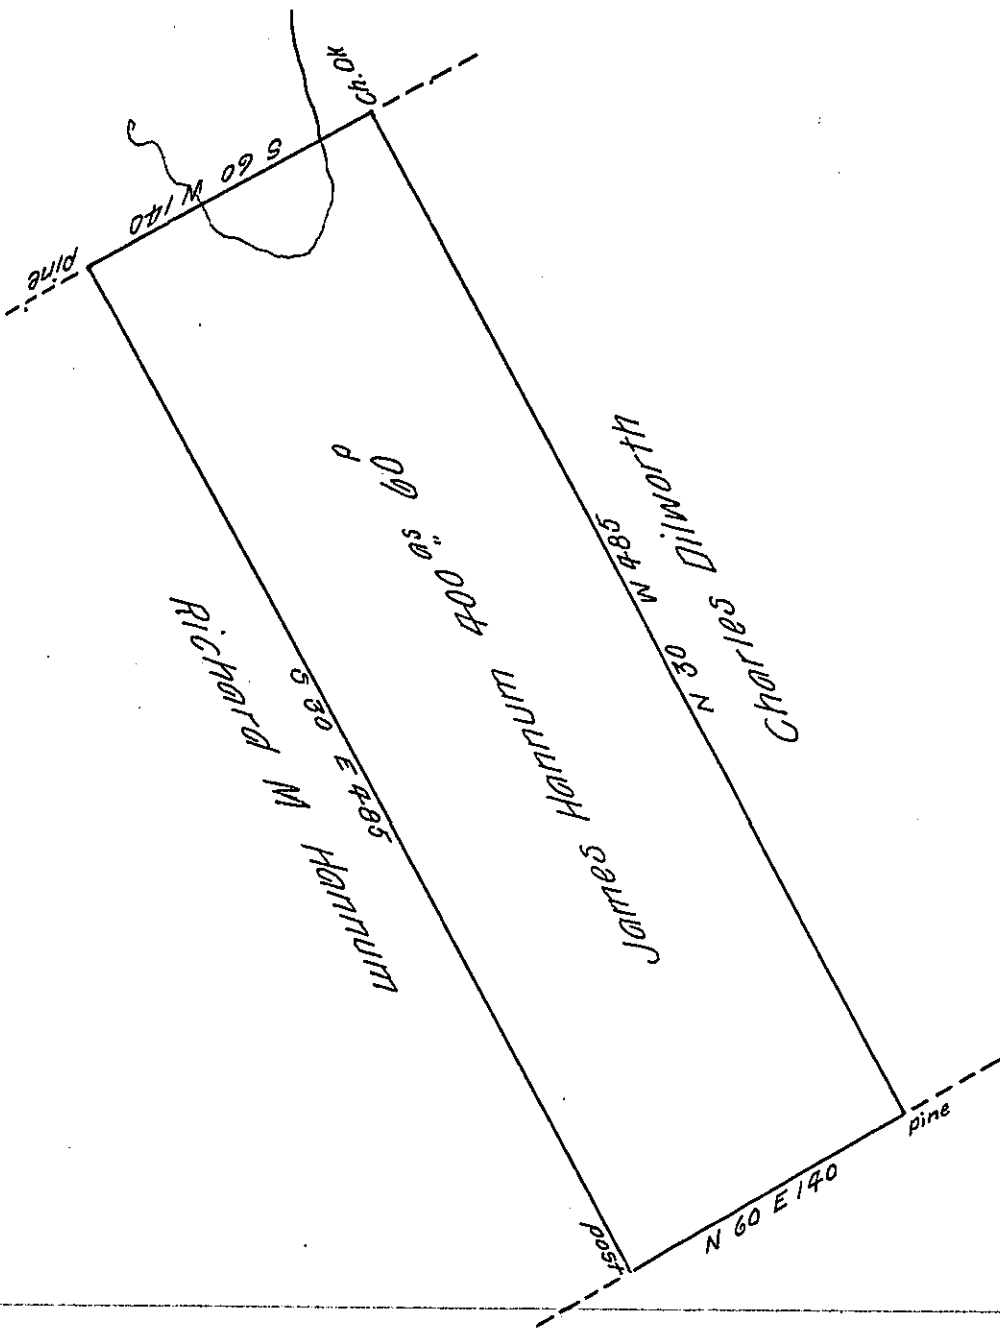 Ch. Ok
S 60 W 140
pine
Richard M Hannum
S 30 E 485
James Hannum 400 as 60 p
N 30 W 485
Charles Dilworth
pine
N 60 E 140
post